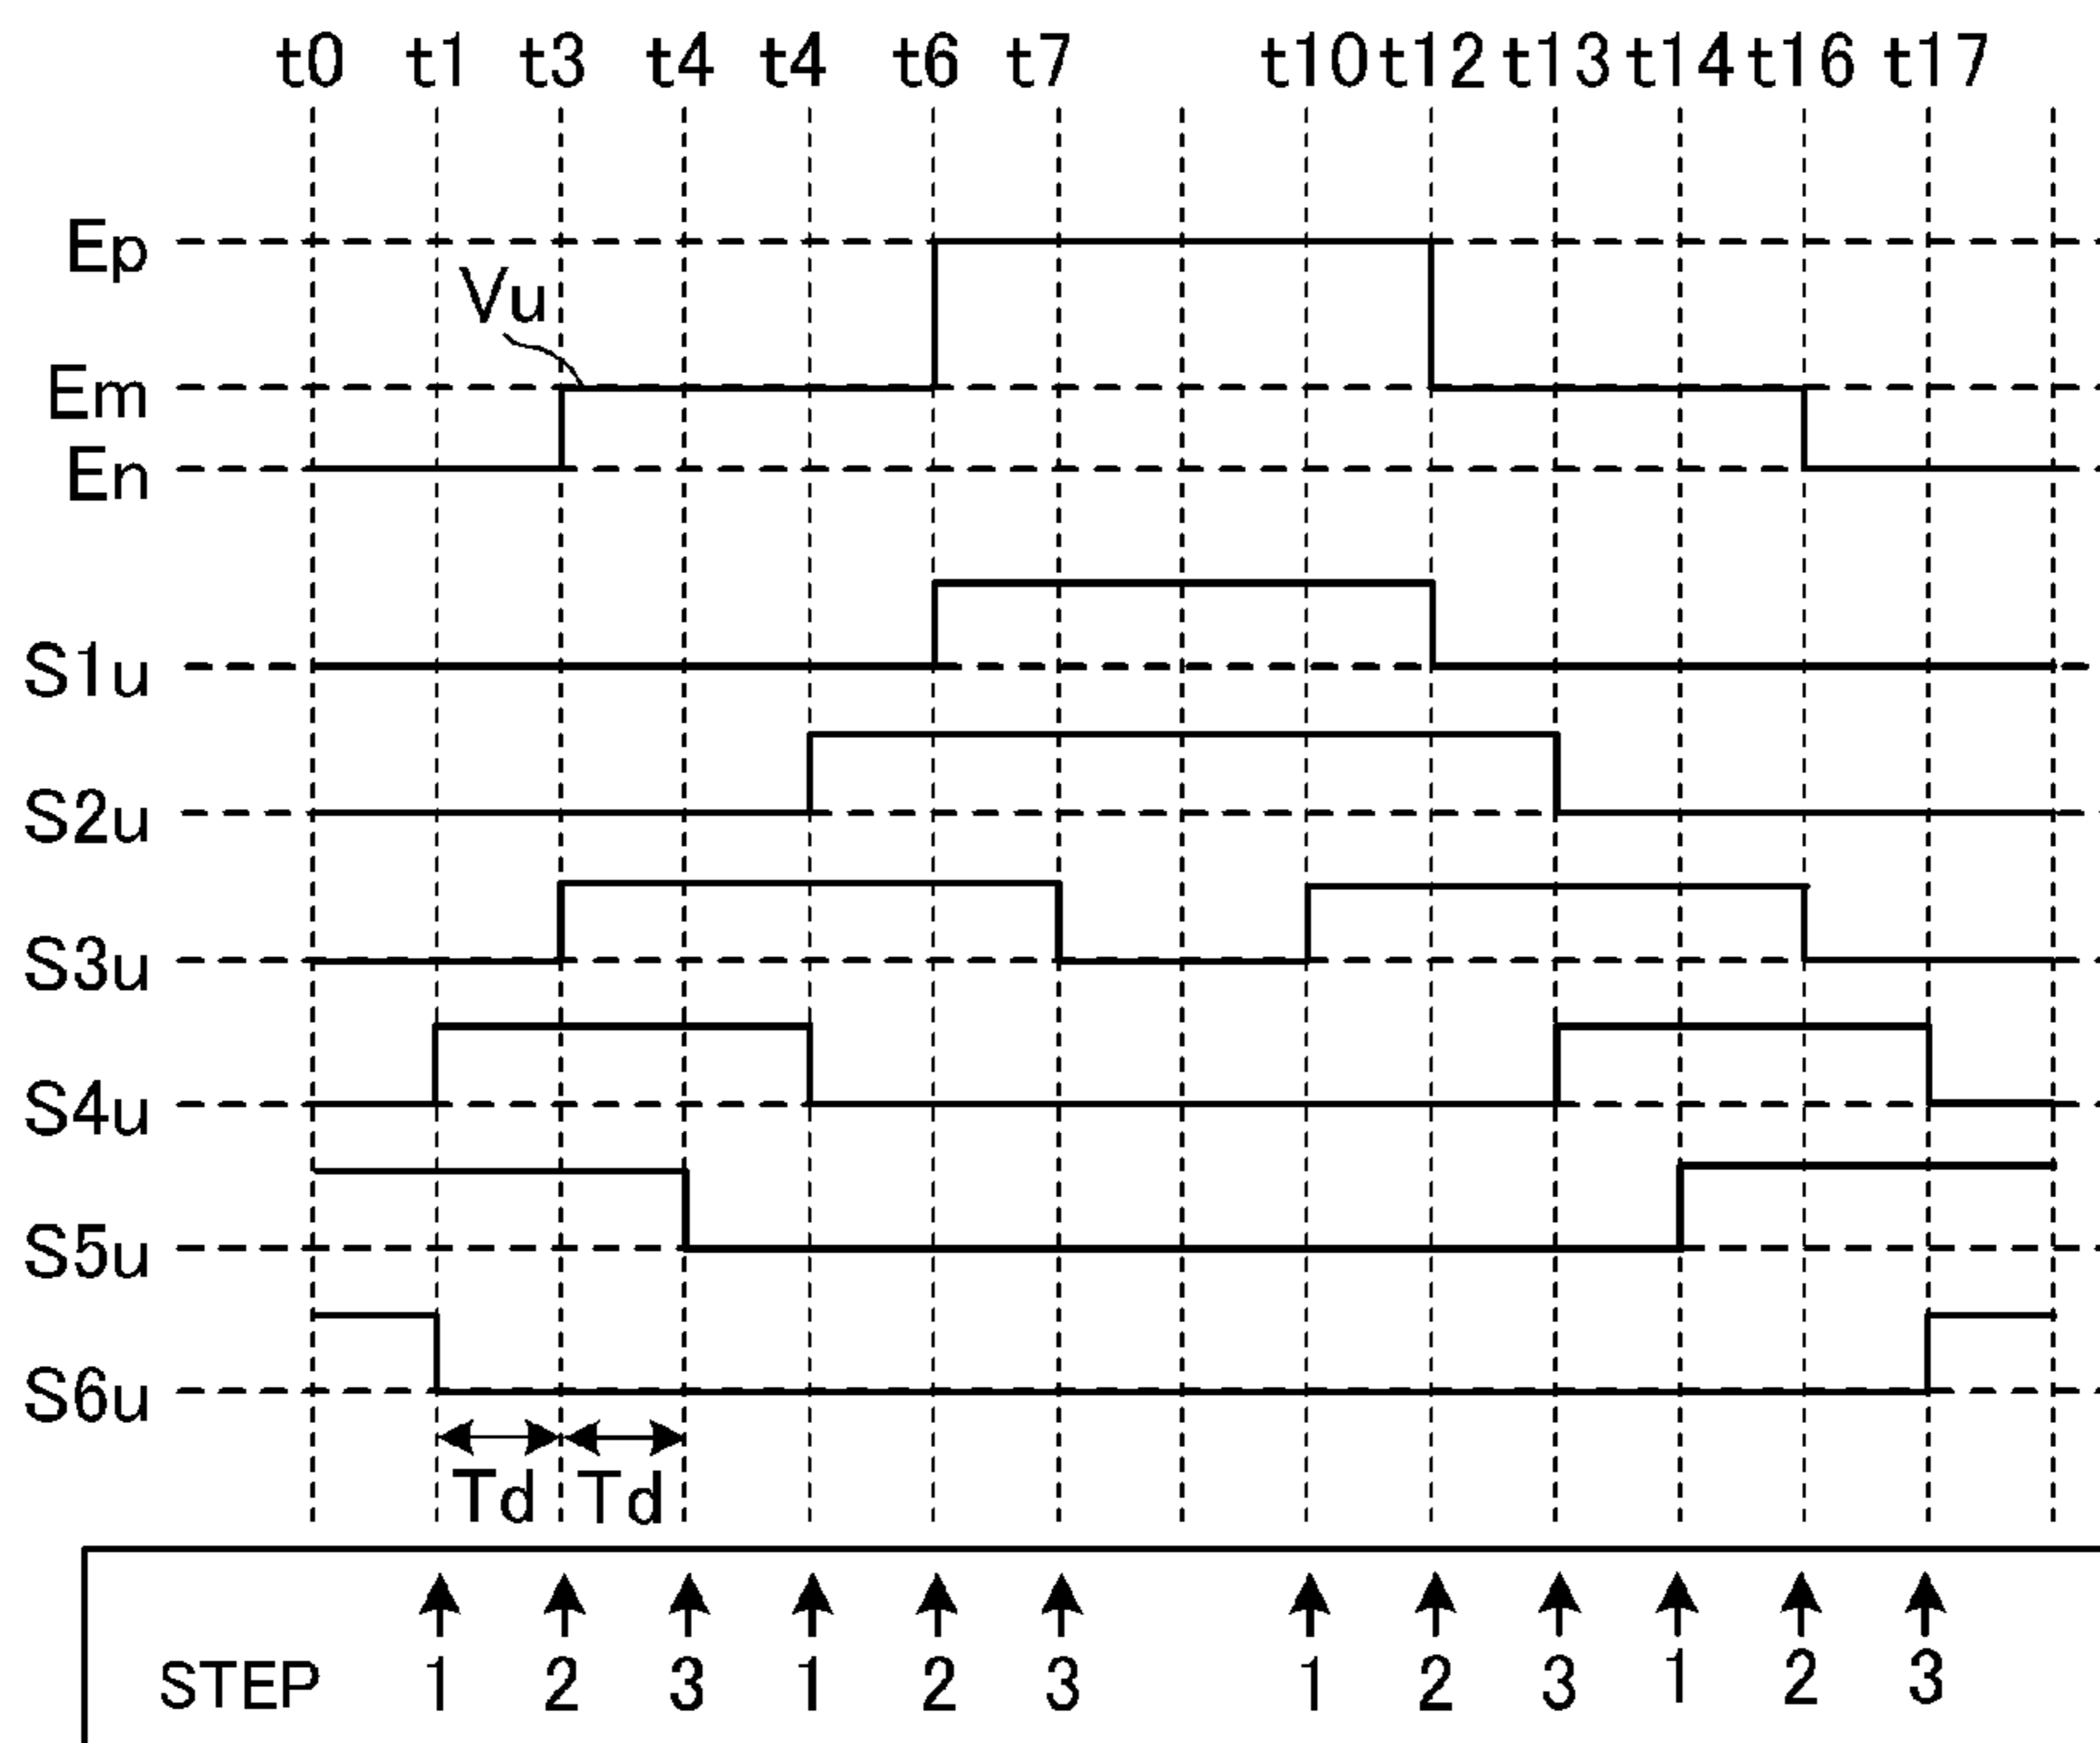 t0 t1 t3 t4 t4 t6 t7 t10 t12 t13 t14 t16 t17
Ep
Vu
Em
En
S1u
S2u
S3u
S4u
S5u
S6u
Td Td
STEP 1 2 3 1 2 3 1 2 3 1 2 3